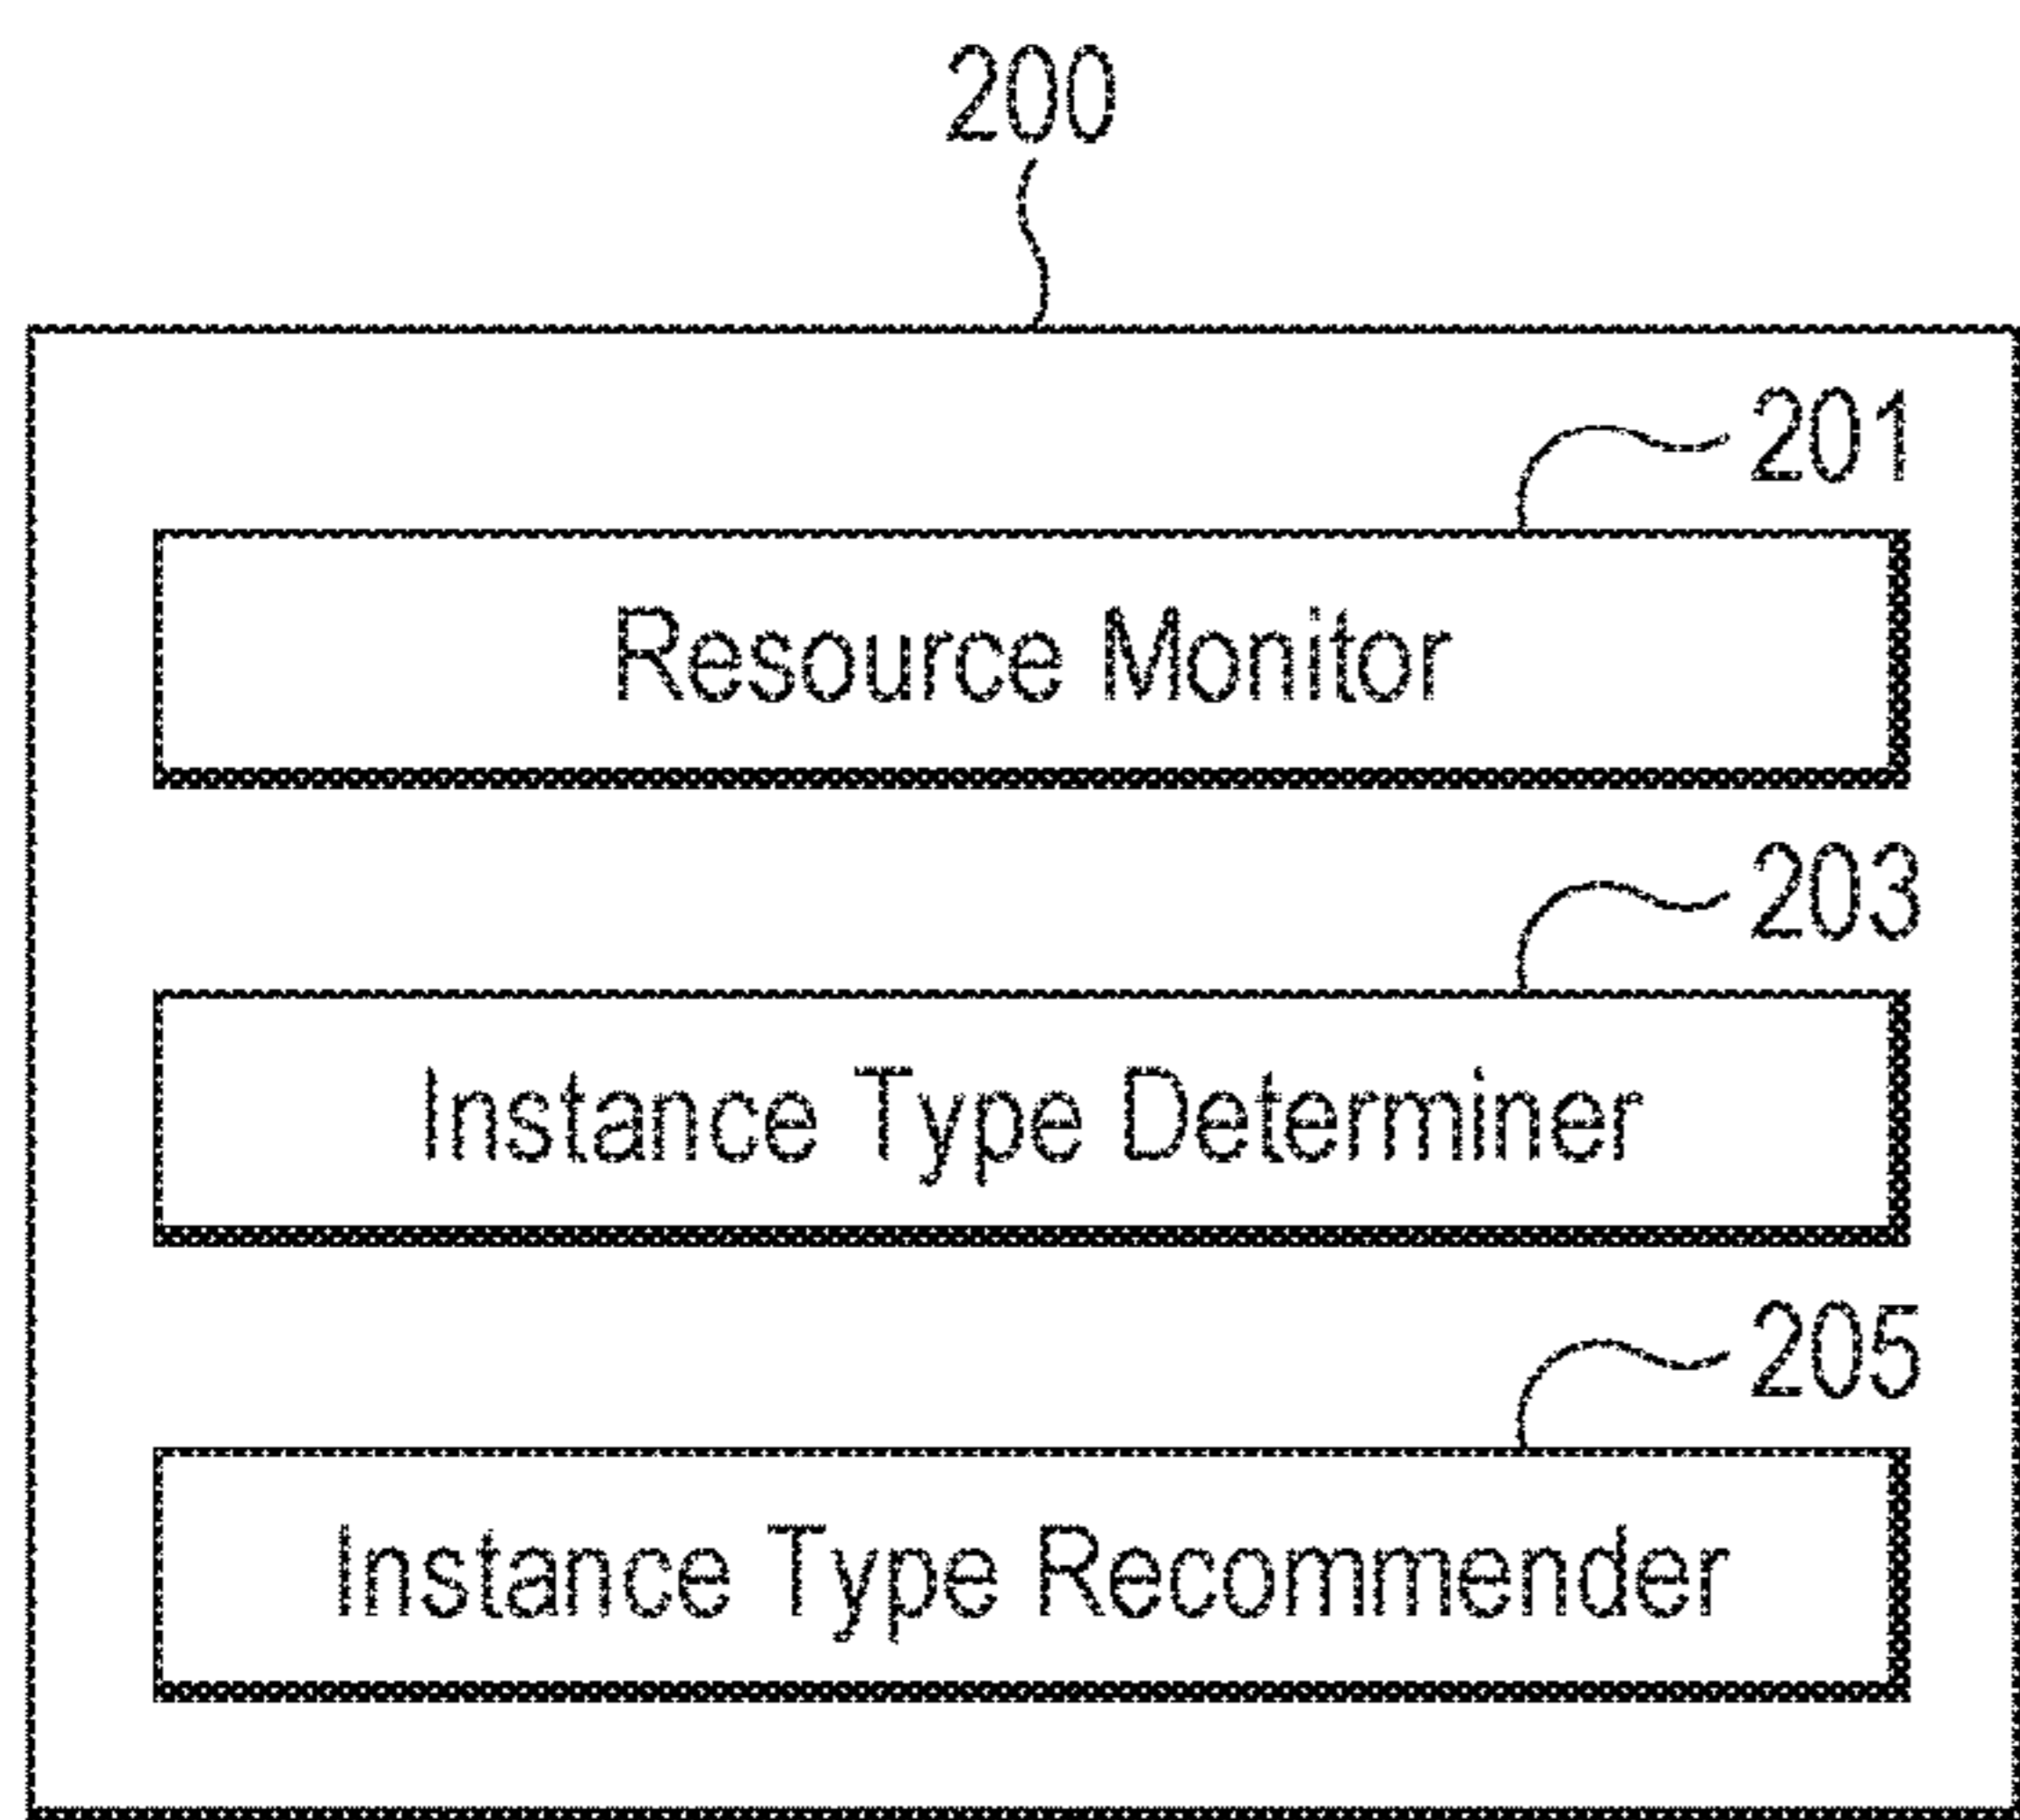 200
201
Resource Monitor
203
Instance Type Determiner
205
Instance Type Recommender